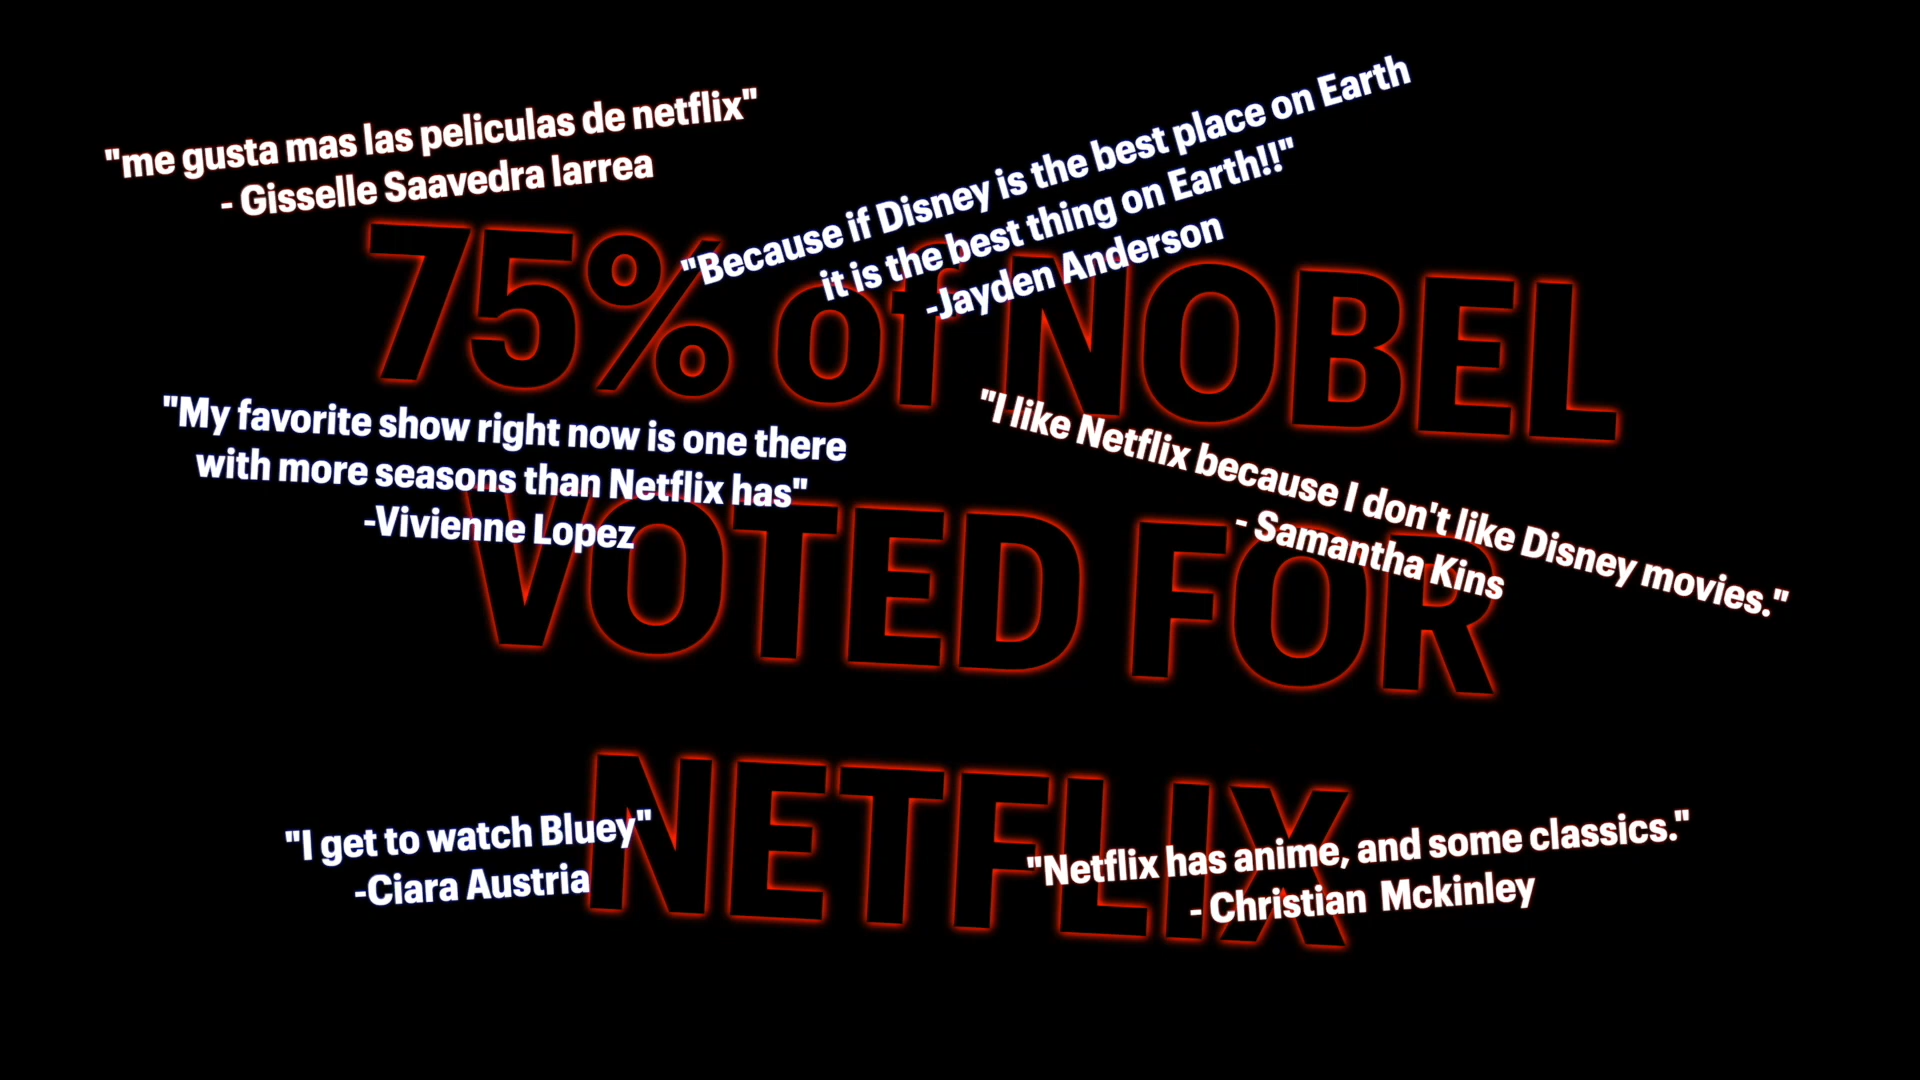 "me gusta mas las peliculas de netflix"
- Gisselle Saavedra larrea
"Because if Disney is the best place on Earth
it is the best thing on Earth!!"
-Jayden Anderson
75% of NOBEL
"My favorite show right now is one there
with more seasons than Netflix has"
-Vivienne Lopez
"I like Netflix because I don't like Disney movies."
- Samantha Kins
VOTED FOR
NETFLIX
"I get to watch Bluey"
-Ciara Austria
"Netflix has anime, and some classics."
- Christian  Mckinley